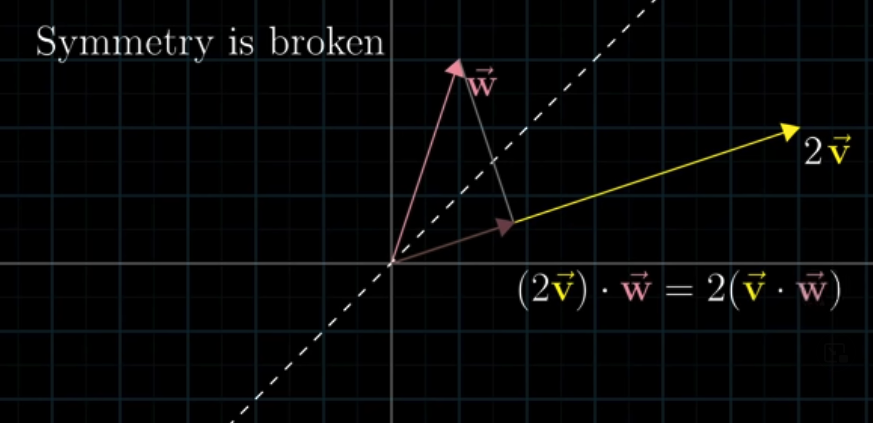 Symmetry is broken
w⃗
2v⃗
(2v⃗) · w⃗ = 2(v⃗ · w⃗)